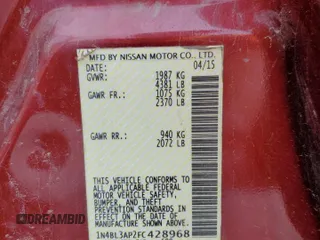 MFD BY NISSAN MOTOR CO., LTD.
DATE: 04/15
GVWR: 1987 KG
4381 LB
GAWR FR.: 1075 KG
2370 LB
GAWR RR.: 940 KG
2072 LB
THIS VEHICLE CONFORMS TO ALL
APPLICABLE FEDERAL MOTOR
VEHICLE SAFETY,
BUMPER, AND THEFT
PREVENTION STANDARDS IN
EFFECT ON THE DATE OF
MANUFACTURE SHOWN ABOVE.
1N4BL3AP2FC428968
DREAMBID